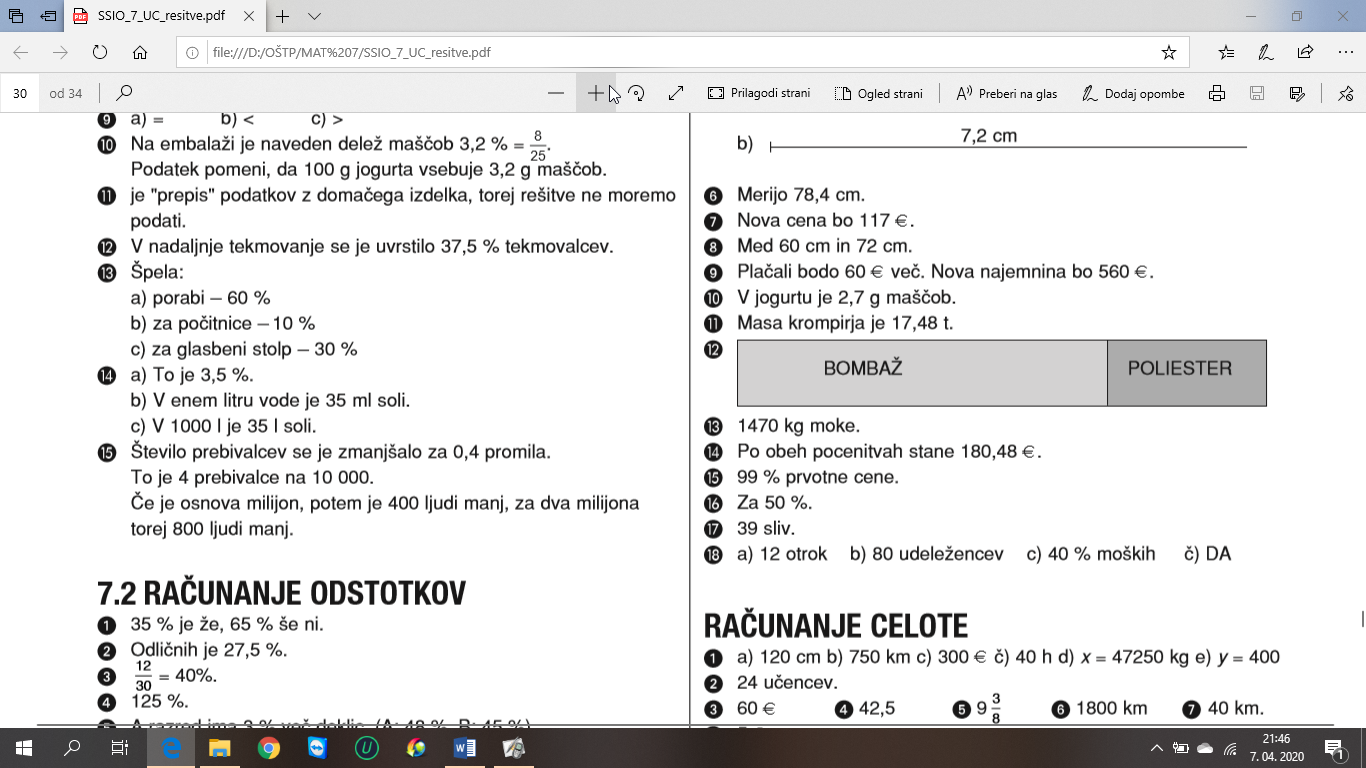 SSIO_7_UC_resitve.pdf
file:///D:/OŠTP/MAT%207/SSIO_7_UC_resitve.pdf
30 od 34
Prilagodi strani
Ogled strani
Preberi na glas
Dodaj opombe
9 a) = b) < c) >
10 Na embalaži je naveden delež maščob 3,2 % = 8/25.
Podatek pomeni, da 100 g jogurta vsebuje 3,2 g maščob.
11 je "prepis" podatkov z domačega izdelka, torej rešitve ne moremo
podati.
12 V nadaljnje tekmovanje se je uvrstilo 37,5 % tekmovalcev.
13 Špela:
a) porabi – 60 %
b) za počitnice – 10 %
c) za glasbeni stolp – 30 %
14 a) To je 3,5 %.
b) V enem litru vode je 35 ml soli.
c) V 1000 l je 35 l soli.
15 Število prebivalcev se je zmanjšalo za 0,4 promila.
To je 4 prebivalce na 10 000.
Če je osnova milijon, potem je 400 ljudi manj, za dva milijona
torej 800 ljudi manj.
7.2 RAČUNANJE ODSTOTKOV
1 35 % je že, 65 % še ni.
2 Odličnih je 27,5 %.
3 12/30 = 40%.
4 125 %.
5 A razred ima 3 % več deklic. (A: 48 %, B: 45 %)
b) 7,2 cm
6 Merijo 78,4 cm.
7 Nova cena bo 117 €.
8 Med 60 cm in 72 cm.
9 Plačali bodo 60 € več. Nova najemnina bo 560 €.
10 V jogurtu je 2,7 g maščob.
11 Masa krompirja je 17,48 t.
12 BOMBAŽ POLIESTER
13 1470 kg moke.
14 Po obeh pocenitvah stane 180,48 €.
15 99 % prvotne cene.
16 Za 50 %.
17 39 sliv.
18 a) 12 otrok b) 80 udeležencev c) 40 % moških č) DA
RAČUNANJE CELOTE
1 a) 120 cm b) 750 km c) 300 € č) 40 h d) x = 47250 kg e) y = 400
2 24 učencev.
3 60 € 4 42,5 5 9 3/8 6 1800 km 7 40 km.
21:46
7. 04. 2020
1